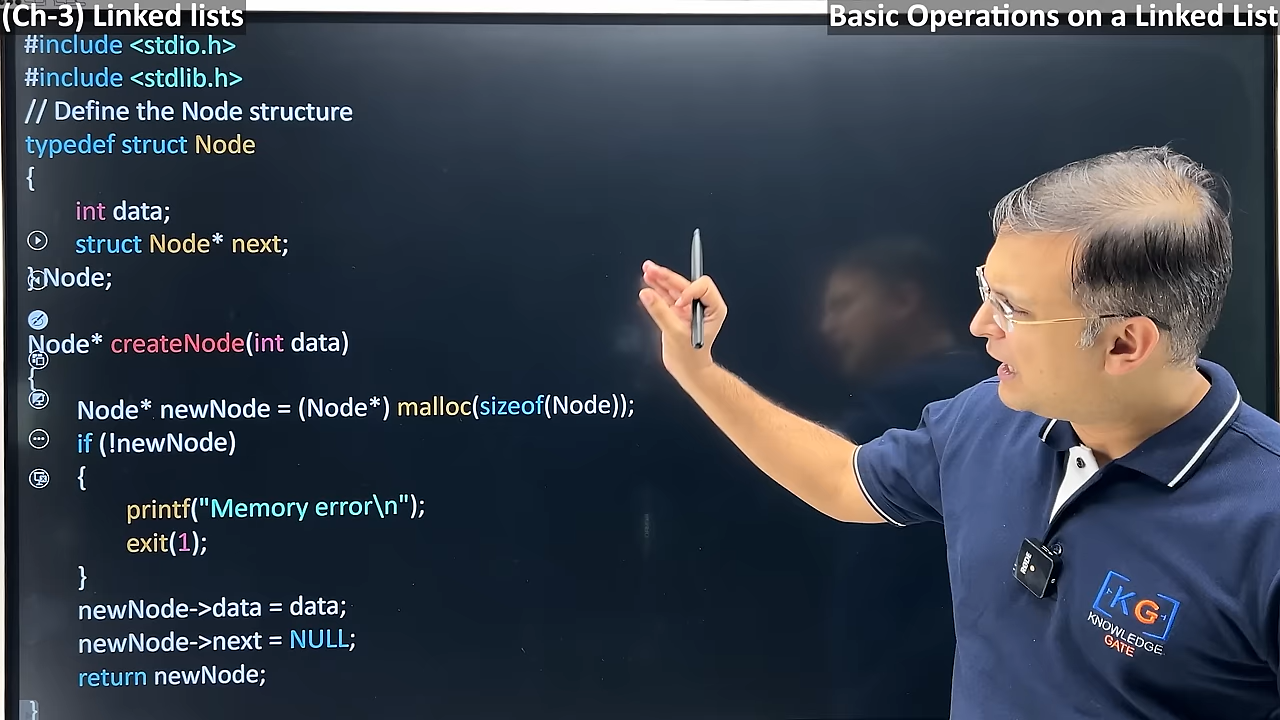 (Ch-3) Linked lists
Basic Operations on a Linked List
#include <stdio.h>
#include <stdlib.h>
// Define the Node structure
typedef struct Node
{
int data;
struct Node* next;
} Node;
Node* createNode(int data)
{
Node* newNode = (Node*) malloc(sizeof(Node));
if (!newNode)
{
printf("Memory error\n");
exit(1);
}
newNode->data = data;
newNode->next = NULL;
return newNode;
}
RODE
KG
KNOWLEDGE
GATE